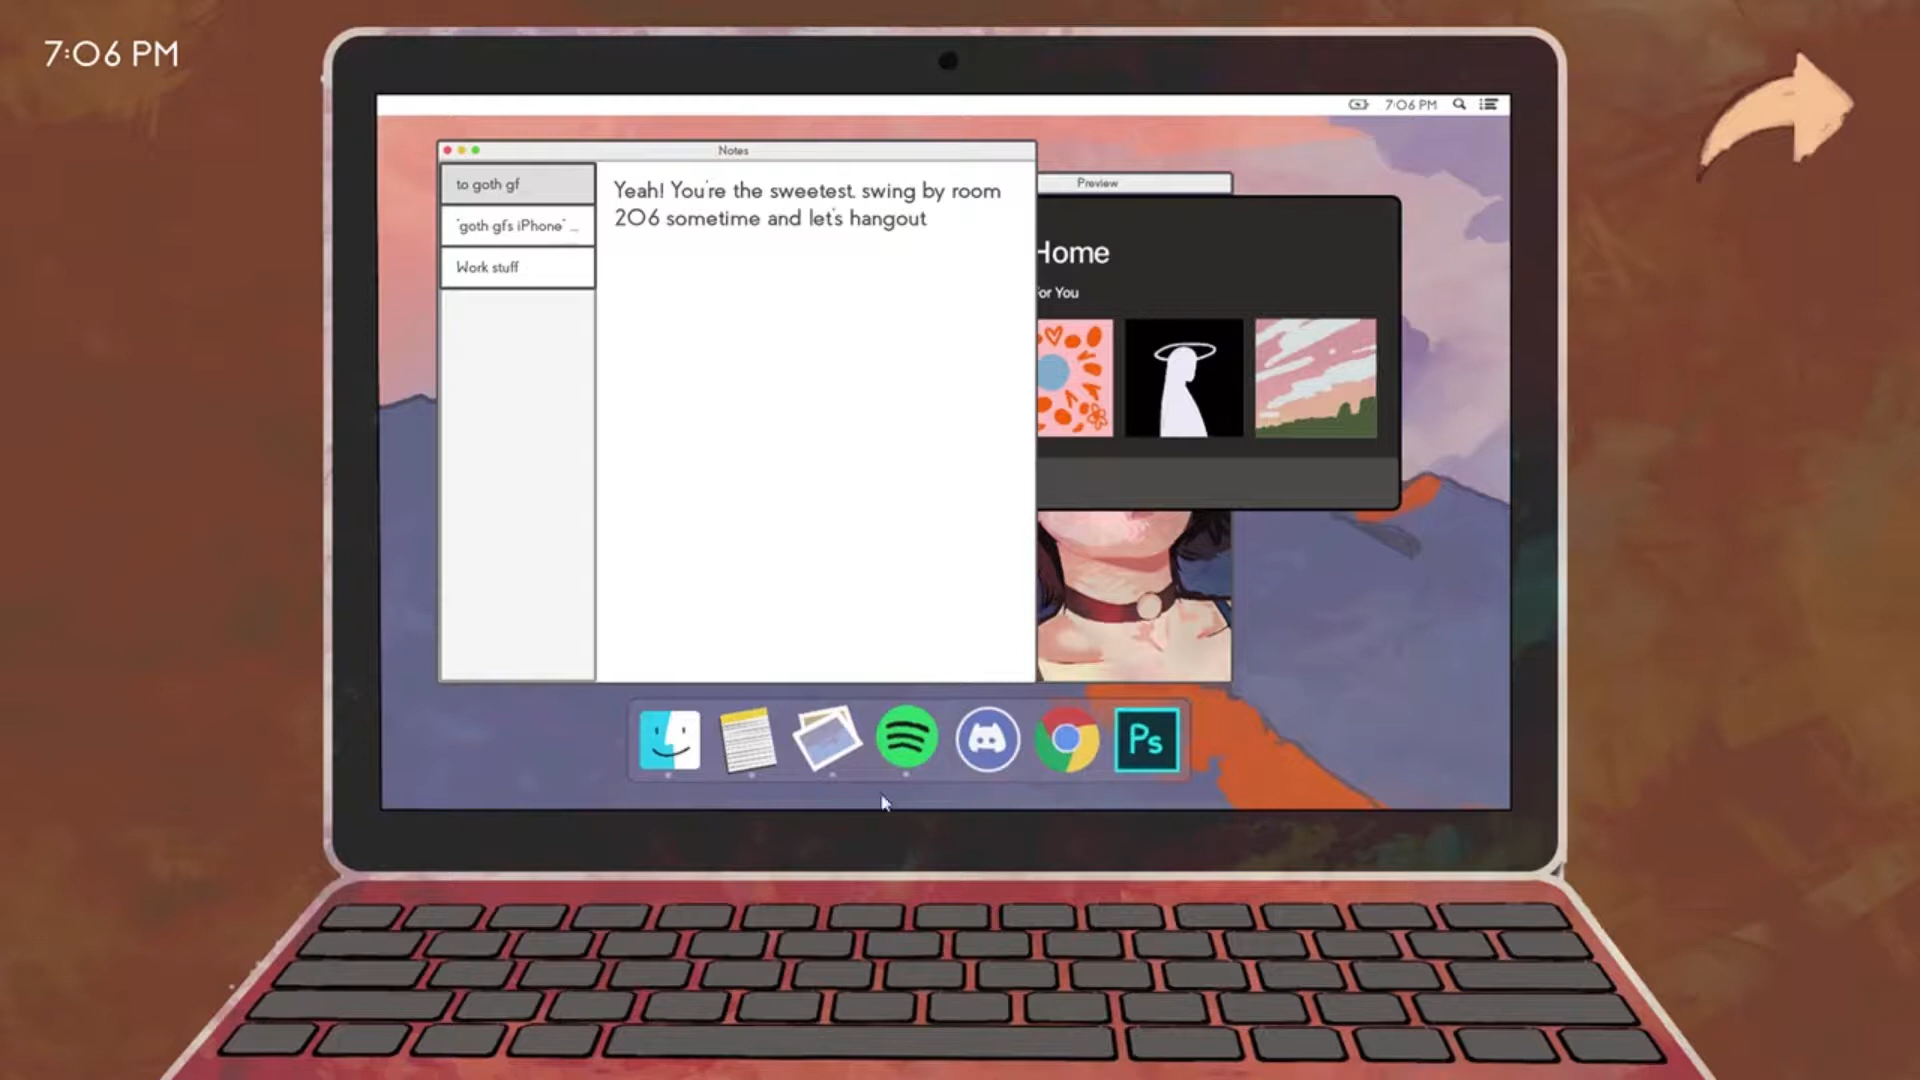 7:06 PM
7:06 PM
Notes
to goth gf
"goth gfs iPhone" ...
Work stuff
Yeah! You're the sweetest. swing by room
206 sometime and let's hangout
Preview
Home
For You
Ps